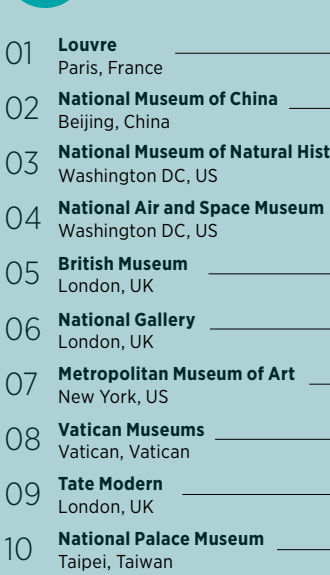 01 Louvre
Paris, France
02 National Museum of China
Beijing, China
03 National Museum of Natural Hist
Washington DC, US
04 National Air and Space Museum
Washington DC, US
05 British Museum
London, UK
06 National Gallery
London, UK
07 Metropolitan Museum of Art
New York, US
08 Vatican Museums
Vatican, Vatican
09 Tate Modern
London, UK
10 National Palace Museum
Taipei, Taiwan